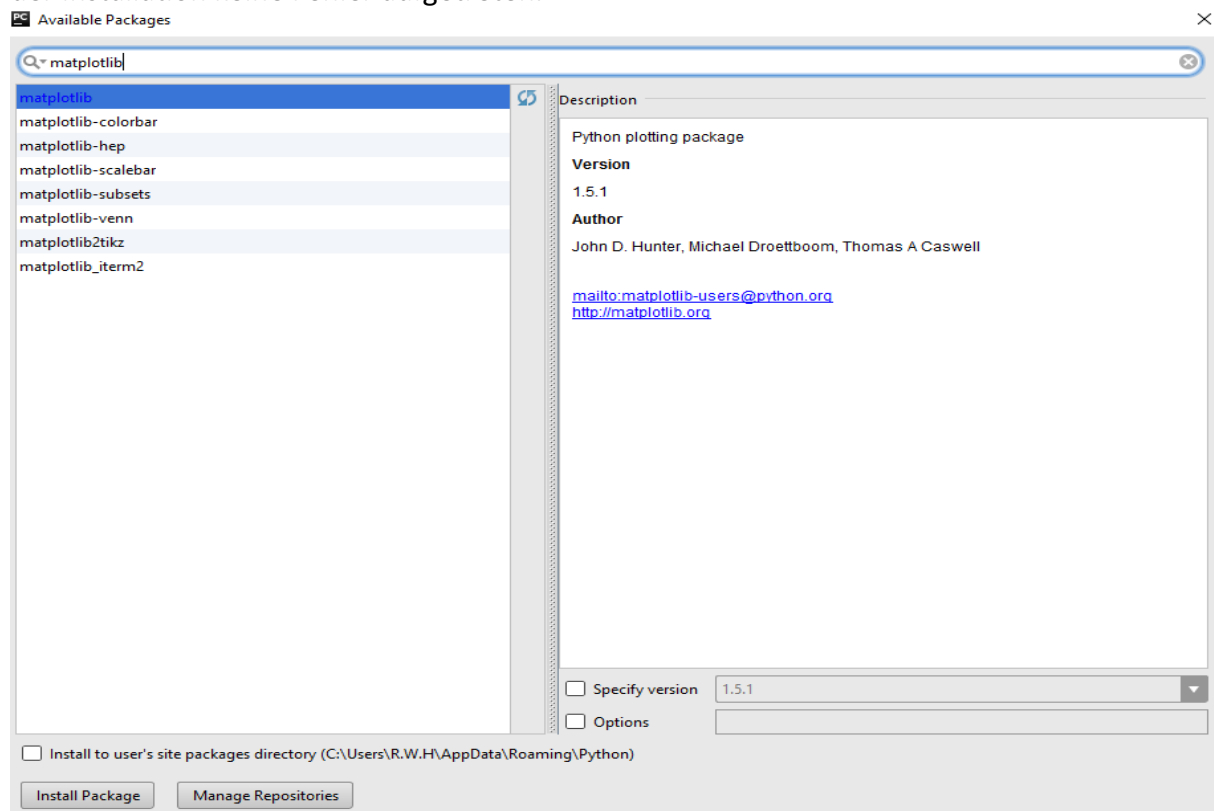 PC Available Packages
matplotlib
matplotlib
matplotlib-colorbar
matplotlib-hep
matplotlib-scalebar
matplotlib-subsets
matplotlib-venn
matplotlib2tikz
matplotlib_iterm2
Description
Python plotting package
Version
1.5.1
Author
John D. Hunter, Michael Droettboom, Thomas A Caswell
mailto:matplotlib-users@python.org
http://matplotlib.org
Specify version 1.5.1
Options
Install to user's site packages directory (C:\Users\R.W.H\AppData\Roaming\Python)
Install Package Manage Repositories